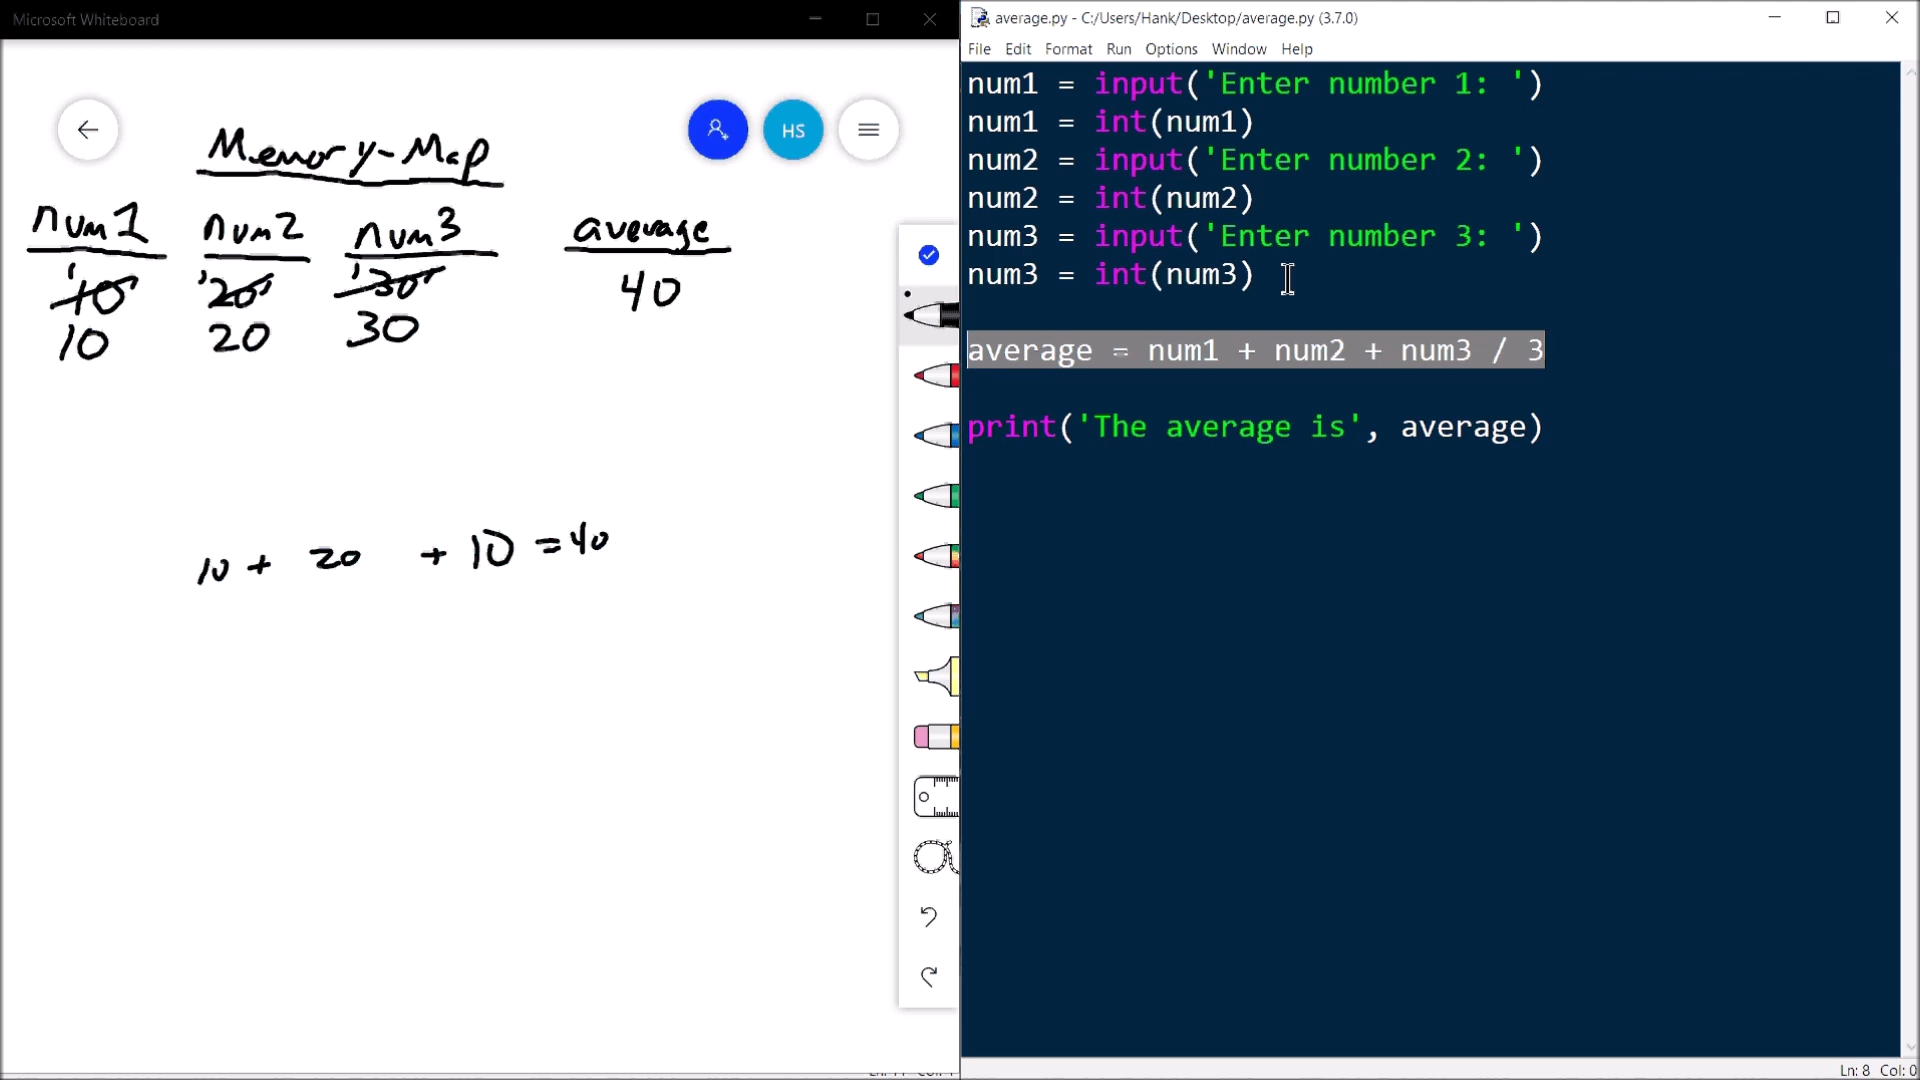 Microsoft Whiteboard
HS
Memory-Map
num1 num2 num3 average
'10' '20' '30' 40
10 20 30
10 + 20 + 10 = 40
average.py - C:/Users/Hank/Desktop/average.py (3.7.0)
File Edit Format Run Options Window Help
num1 = input('Enter number 1: ')
num1 = int(num1)
num2 = input('Enter number 2: ')
num2 = int(num2)
num3 = input('Enter number 3: ')
num3 = int(num3)
average = num1 + num2 + num3 / 3
print('The average is', average)
Ln: 8 Col: 0